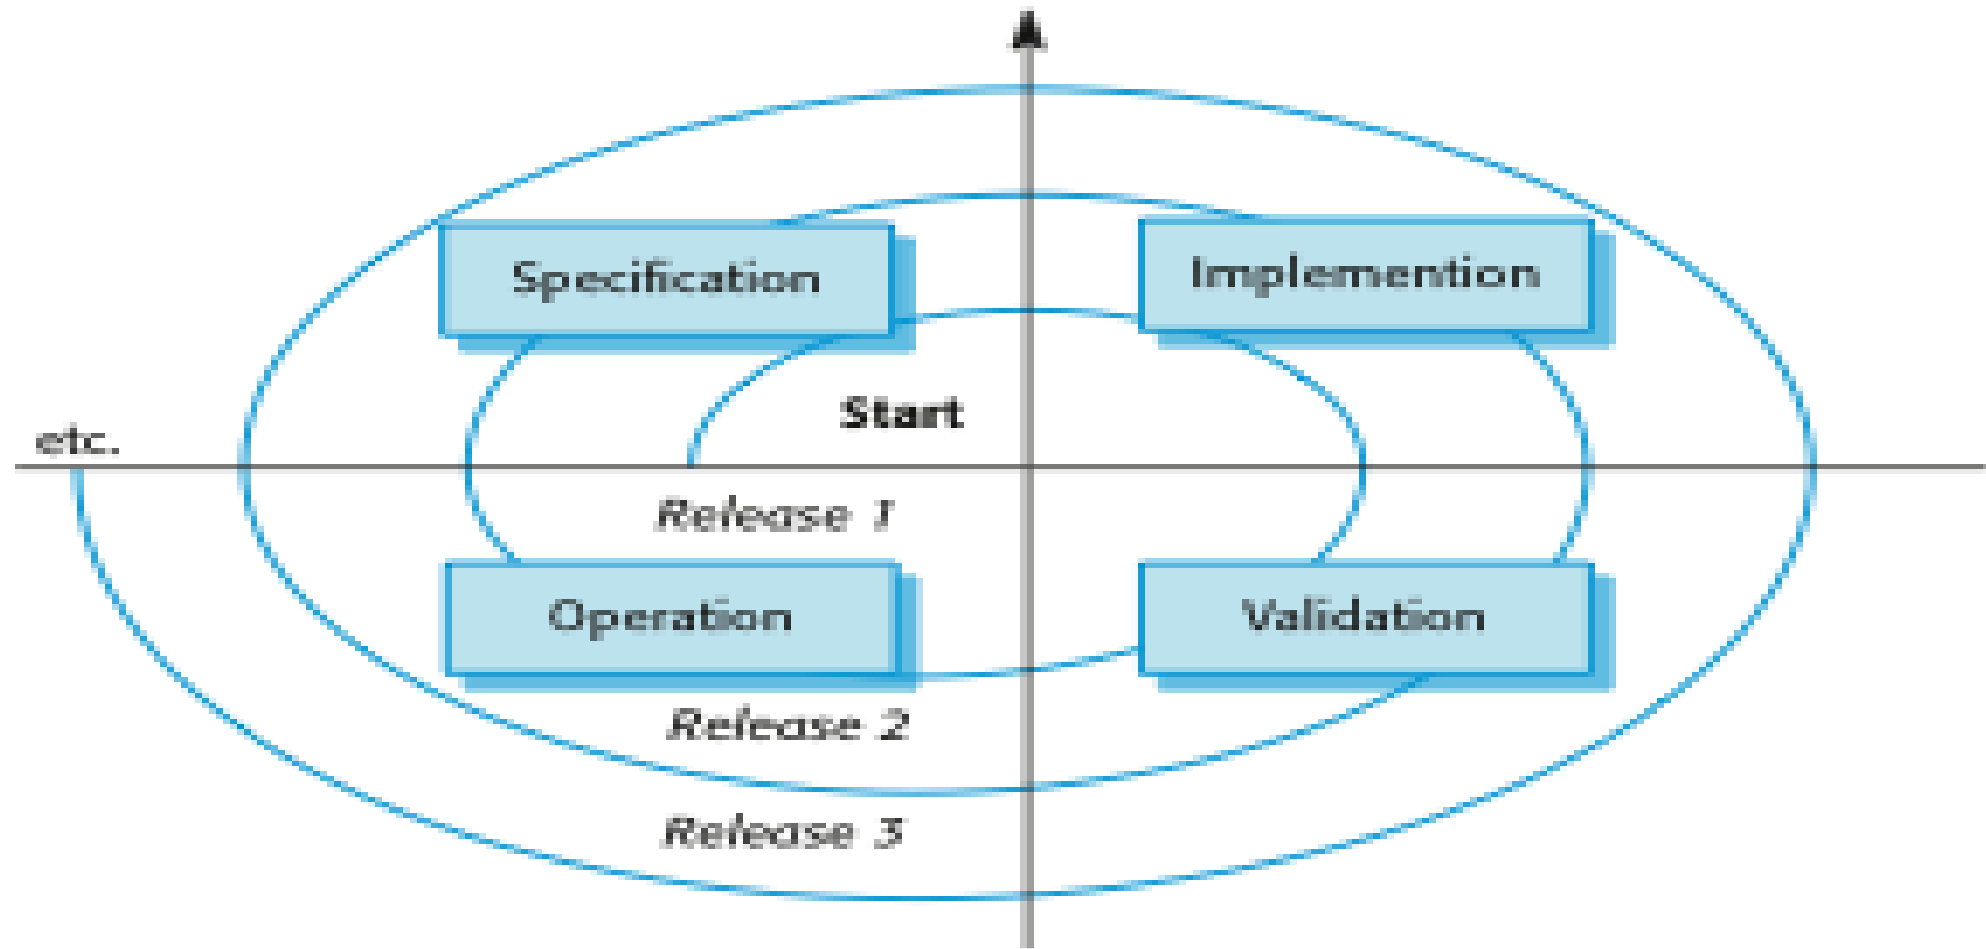 Specification
Implemention
Start
etc.
Release 1
Operation
Validation
Release 2
Release 3